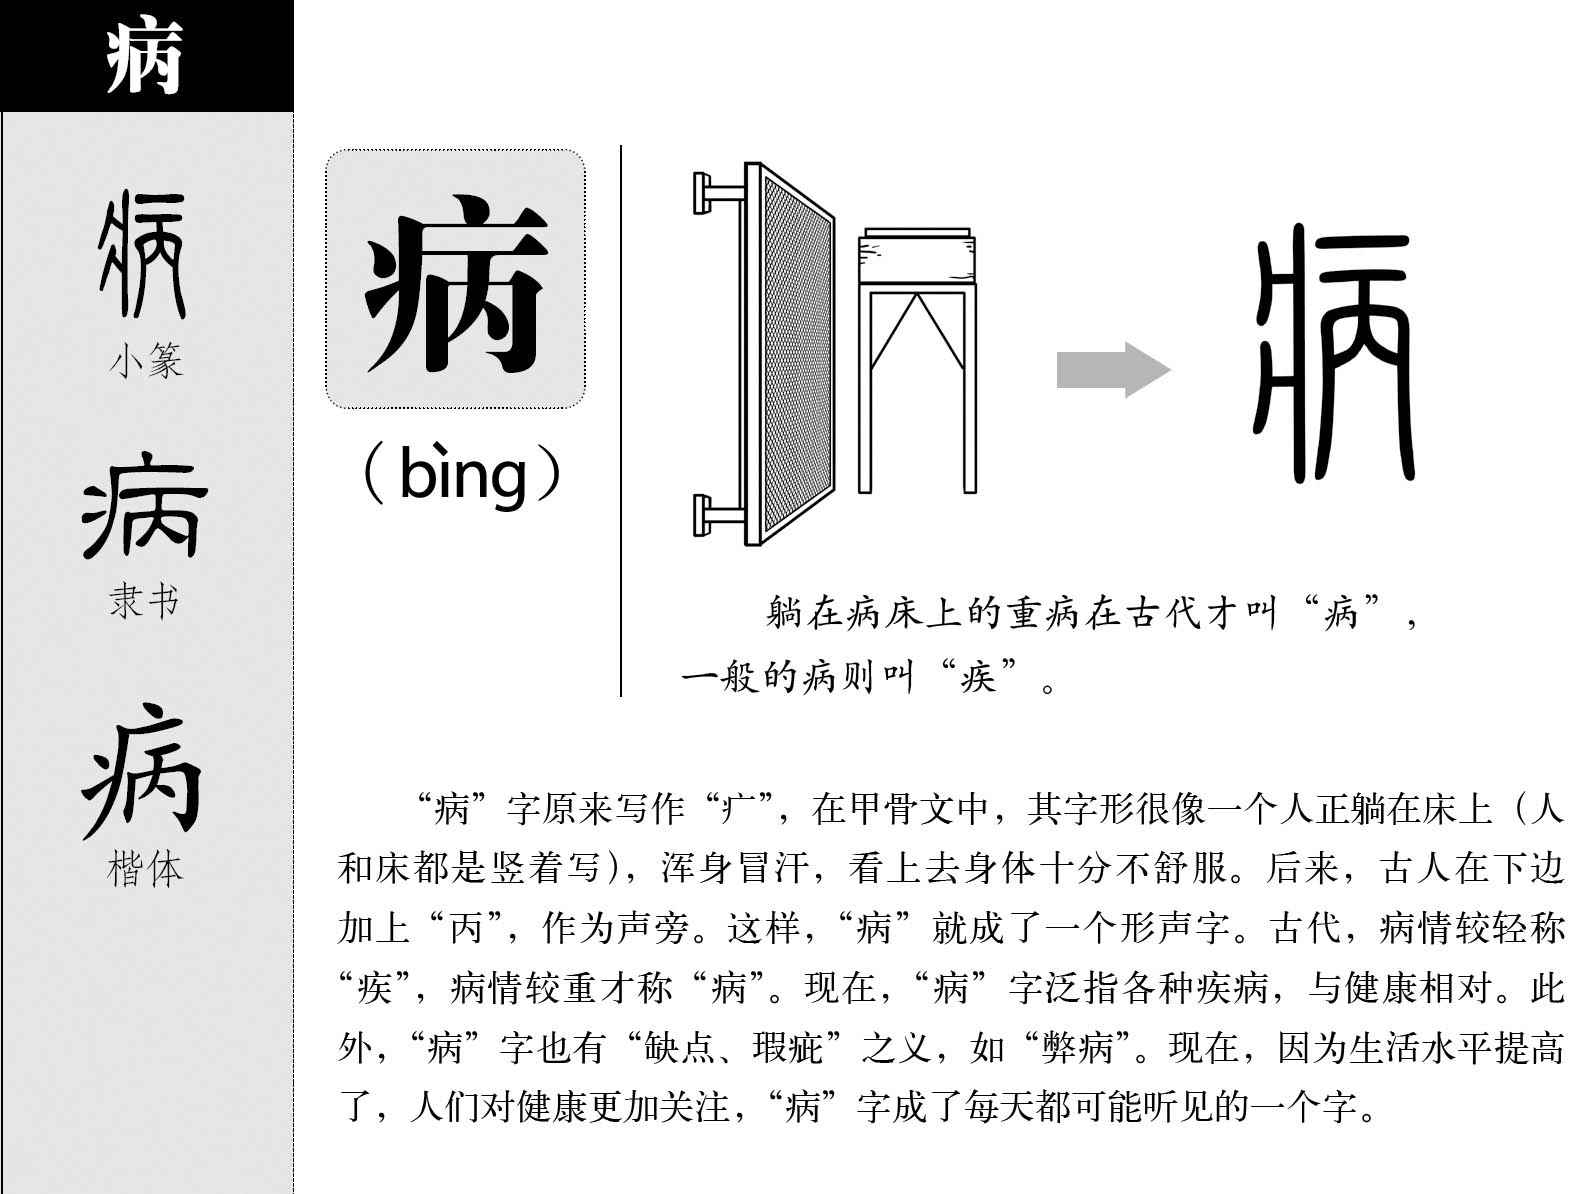 病
病
小篆
病
隶书
病
楷体
病
（bìng）
病
躺在病床上的重病在古代才叫“病”，
一般的病则叫“疾”。
“病”字原来写作“疒”，在甲骨文中，其字形很像一个人正躺在床上（人
和床都是竖着写），浑身冒汗，看上去身体十分不舒服。后来，古人在下边
加上“丙”，作为声旁。这样，“病”就成了一个形声字。古代，病情较轻称
“疾”，病情较重才称“病”。现在，“病”字泛指各种疾病，与健康相对。此
外，“病”字也有“缺点、瑕疵”之义，如“弊病”。现在，因为生活水平提高
了，人们对健康更加关注，“病”字成了每天都可能听见的一个字。